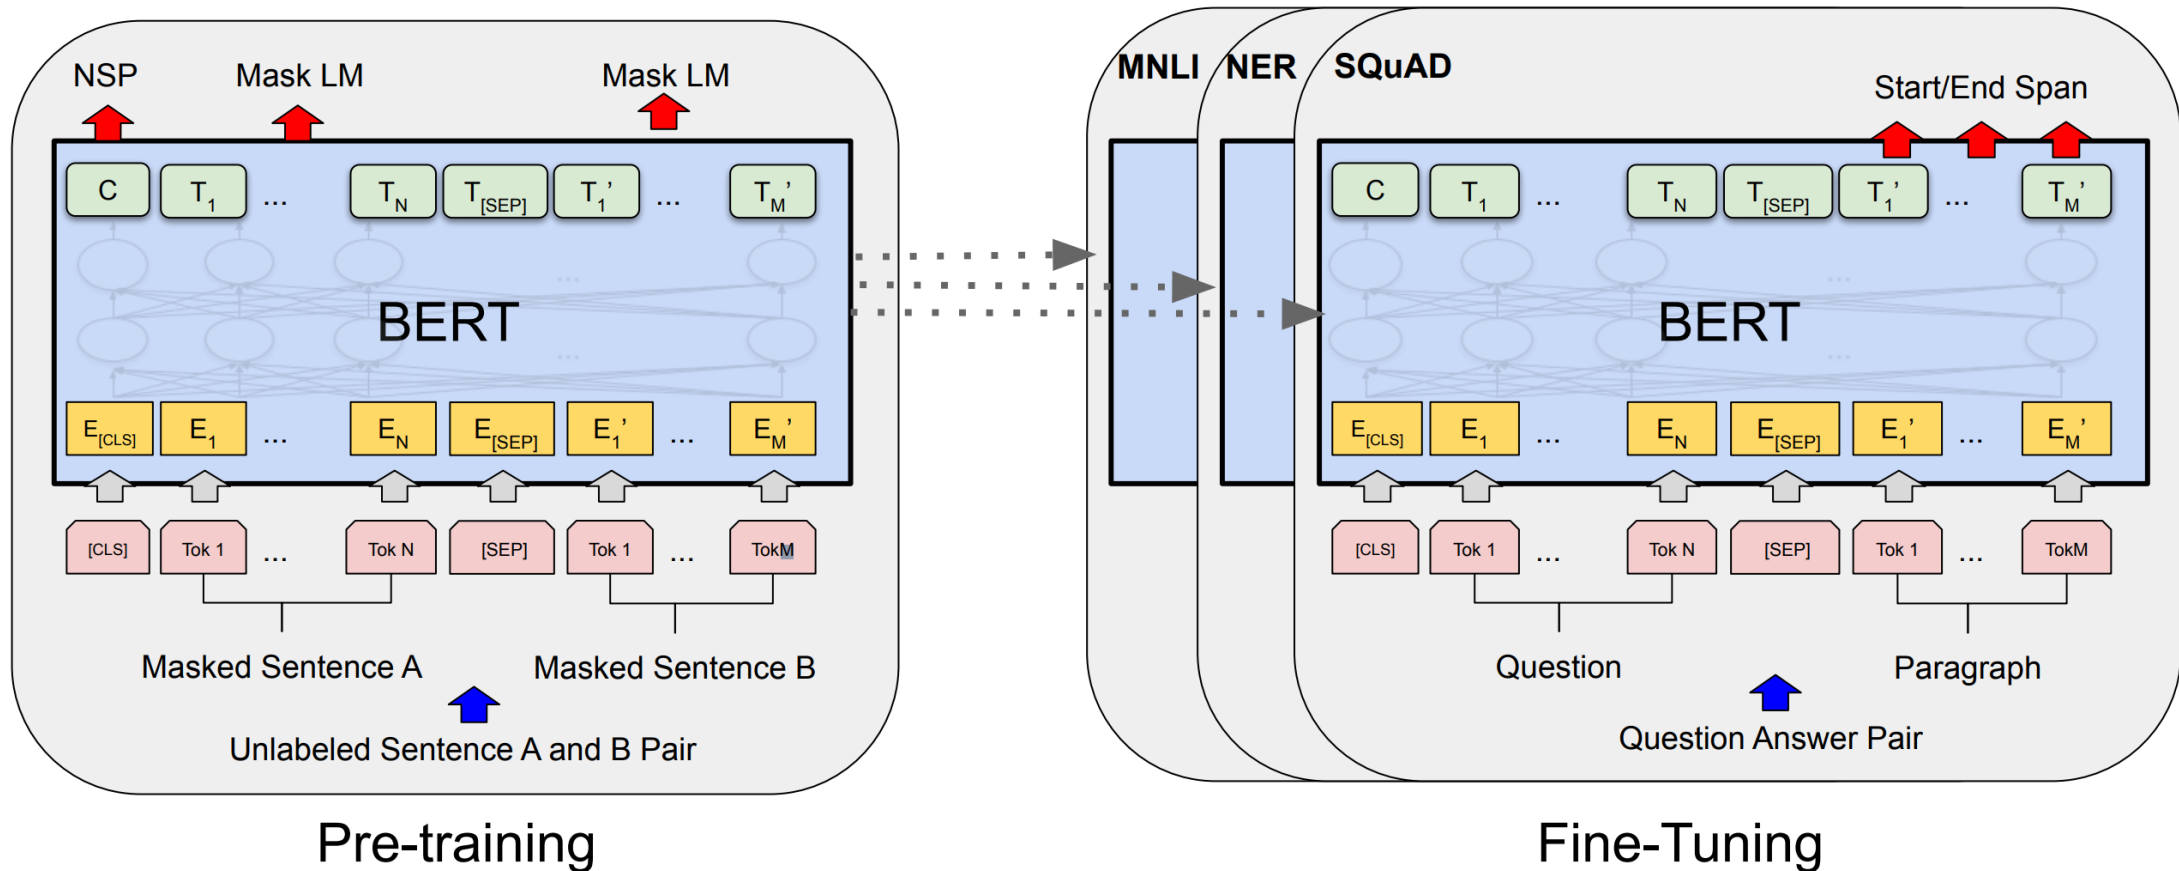 NSP Mask LM Mask LM
C T1 ... TN T[SEP] T1’ ... TM’
...
BERT
...
E[CLS] E1 ... EN E[SEP] E1’ ... EM’
[CLS] Tok 1 ... Tok N [SEP] Tok 1 ... TokM
Masked Sentence A Masked Sentence B
Unlabeled Sentence A and B Pair
Pre-training
MNLI NER SQuAD
Start/End Span
C T1 ... TN T[SEP] T1’ ... TM’
...
BERT
...
E[CLS] E1 ... EN E[SEP] E1’ ... EM’
[CLS] Tok 1 ... Tok N [SEP] Tok 1 ... TokM
Question Paragraph
Question Answer Pair
Fine-Tuning